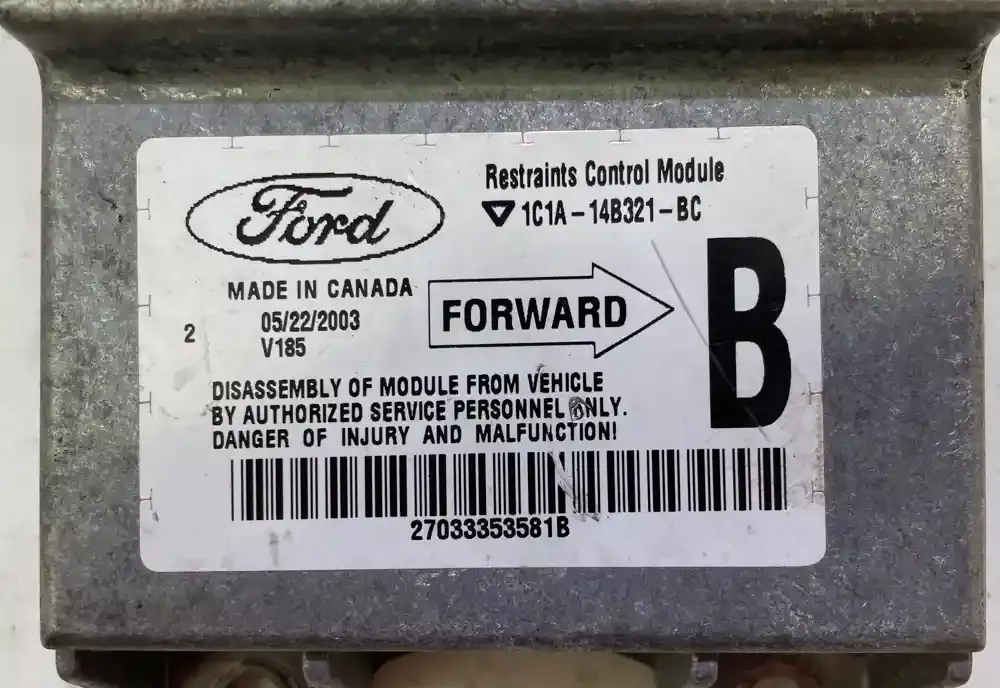 Ford
Restraints Control Module
1C1A-14B321-BC
B
MADE IN CANADA
2
05/22/2003
V185
FORWARD
DISASSEMBLY OF MODULE FROM VEHICLE
BY AUTHORIZED SERVICE PERSONNEL ONLY.
DANGER OF INJURY AND MALFUNCTION!
27033353581B